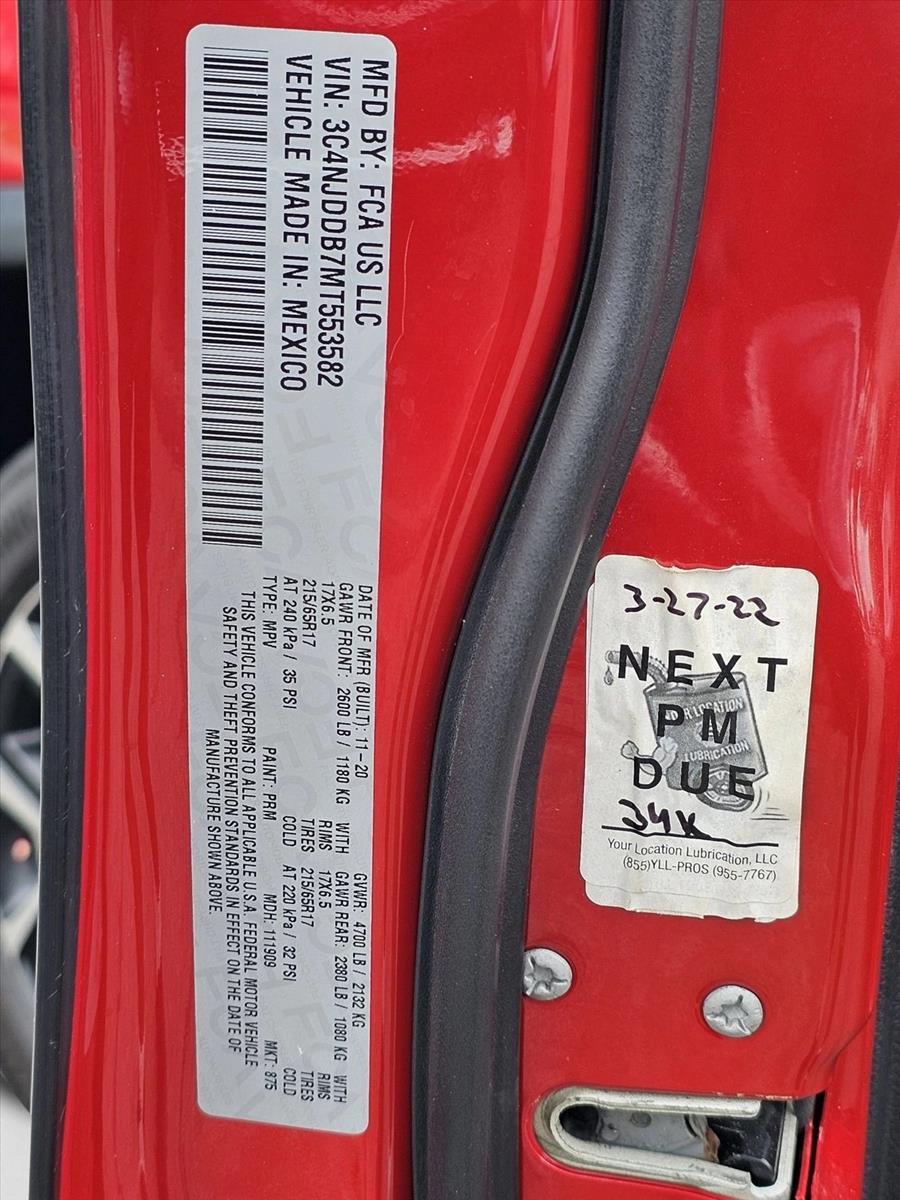 MFD BY: FCA US LLC
VIN: 3C4NJDDB7MT553582
VEHICLE MADE IN: MEXICO
DATE OF MFR (BUILT): 11-20 GVWR: 4700 LB / 2132 KG
GAWR FRONT: 2600 LB / 1180 KG WITH GAWR REAR: 2380 LB / 1080 KG WITH
17X6.5 RIMS 17X6.5 RIMS
215/65R17 TIRES 215/65R17 TIRES
AT 240 kPa / 35 PSI COLD AT 220 kPa / 32 PSI COLD
TYPE: MPV PAINT: PRM MDH: 111909 MKT: 875
THIS VEHICLE CONFORMS TO ALL APPLICABLE U.S.A. FEDERAL MOTOR VEHICLE
SAFETY AND THEFT PREVENTION STANDARDS IN EFFECT ON THE DATE OF
MANUFACTURE SHOWN ABOVE.
3-27-22
NEXT
PM
DUE
34K
LOCATION
LUBRICATION
Your Location Lubrication, LLC
(855)YLL-PROS (955-7767)